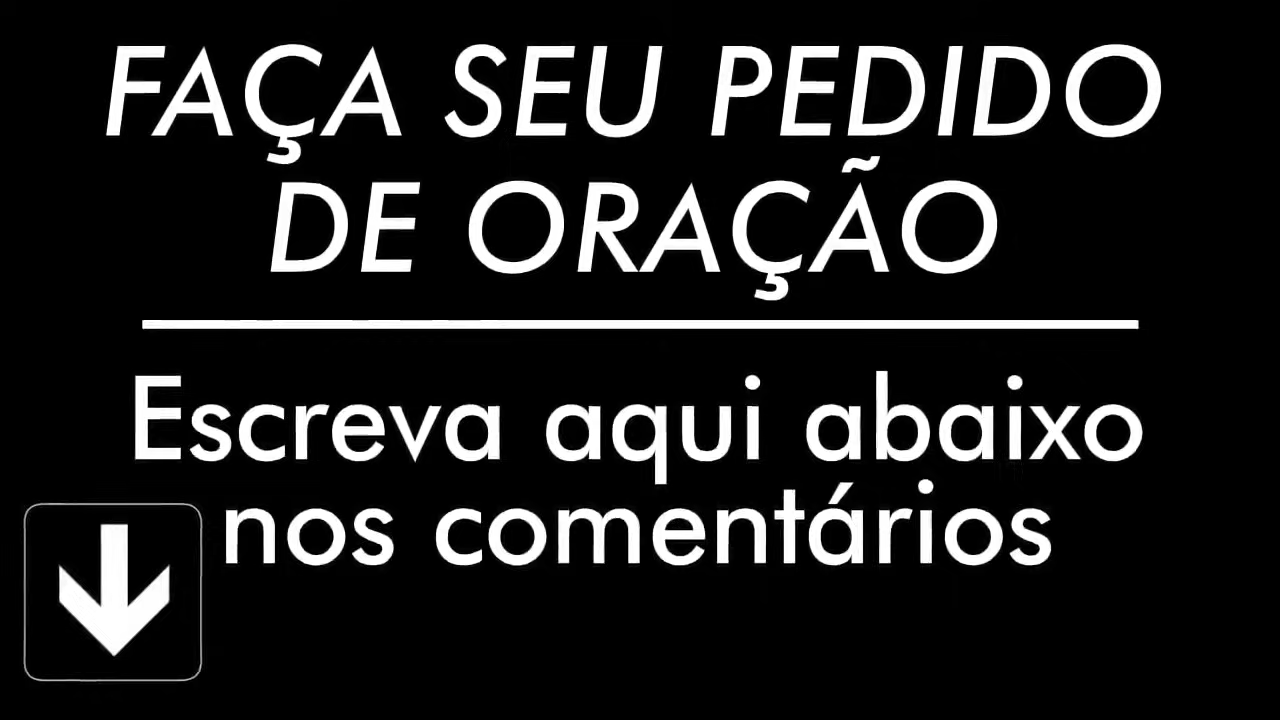 FAÇA SEU PEDIDO
DE ORAÇÃO
Escreva aqui abaixo
nos comentários